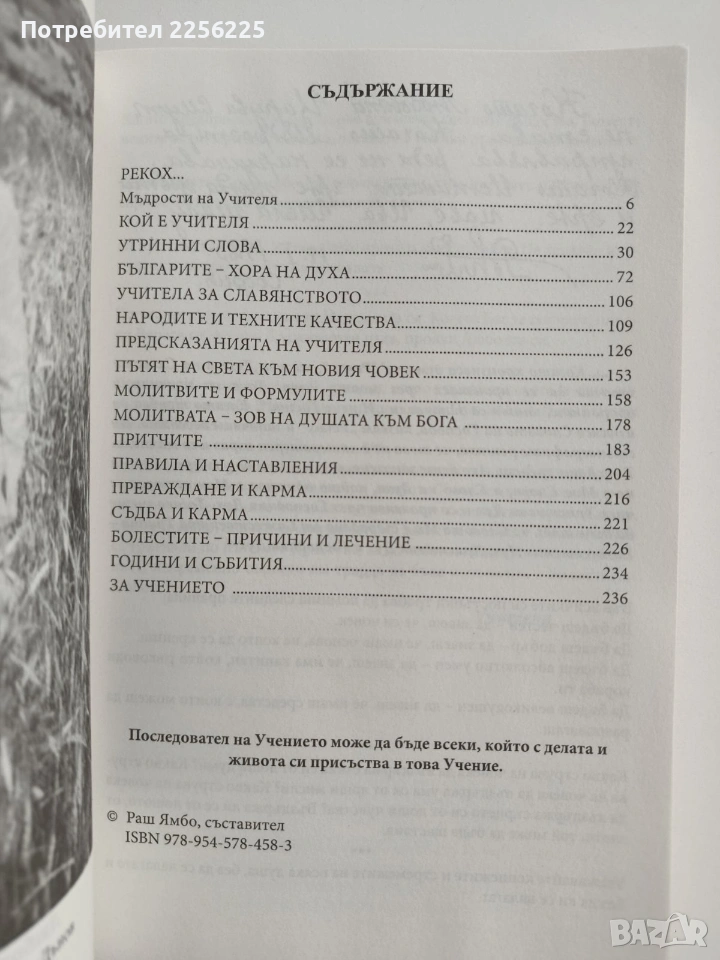 Потребител 2256225
СЪДЪРЖАНИЕ
РЕКОХ...
Мъдрости на Учителя 6
КОЙ Е УЧИТЕЛЯ 22
УТРИННИ СЛОВА 30
БЪЛГАРИТЕ – ХОРА НА ДУХА 72
УЧИТЕЛА ЗА СЛАВЯНСТВОТО 106
НАРОДИТЕ И ТЕХНИТЕ КАЧЕСТВА 109
ПРЕДСКАЗАНИЯТА НА УЧИТЕЛЯ 126
ПЪТЯТ НА СВЕТА КЪМ НОВИЯ ЧОВЕК 153
МОЛИТВИТЕ И ФОРМУЛИТЕ 158
МОЛИТВАТА – ЗОВ НА ДУШАТА КЪМ БОГА 178
ПРИТЧИТЕ 183
ПРАВИЛА И НАСТАВЛЕНИЯ 204
ПРЕРАЖДАНЕ И КАРМА 216
СЪДБА И КАРМА 221
БОЛЕСТИТЕ – ПРИЧИНИ И ЛЕЧЕНИЕ 226
ГОДИНИ И СЪБИТИЯ 234
ЗА УЧЕНИЕТО 236
Последовател на Учението може да бъде всеки, който с делата и
живота си присъства в това Учение.
© Раш Ямбо, съставител
ISBN 978-954-578-458-3
BAZAR